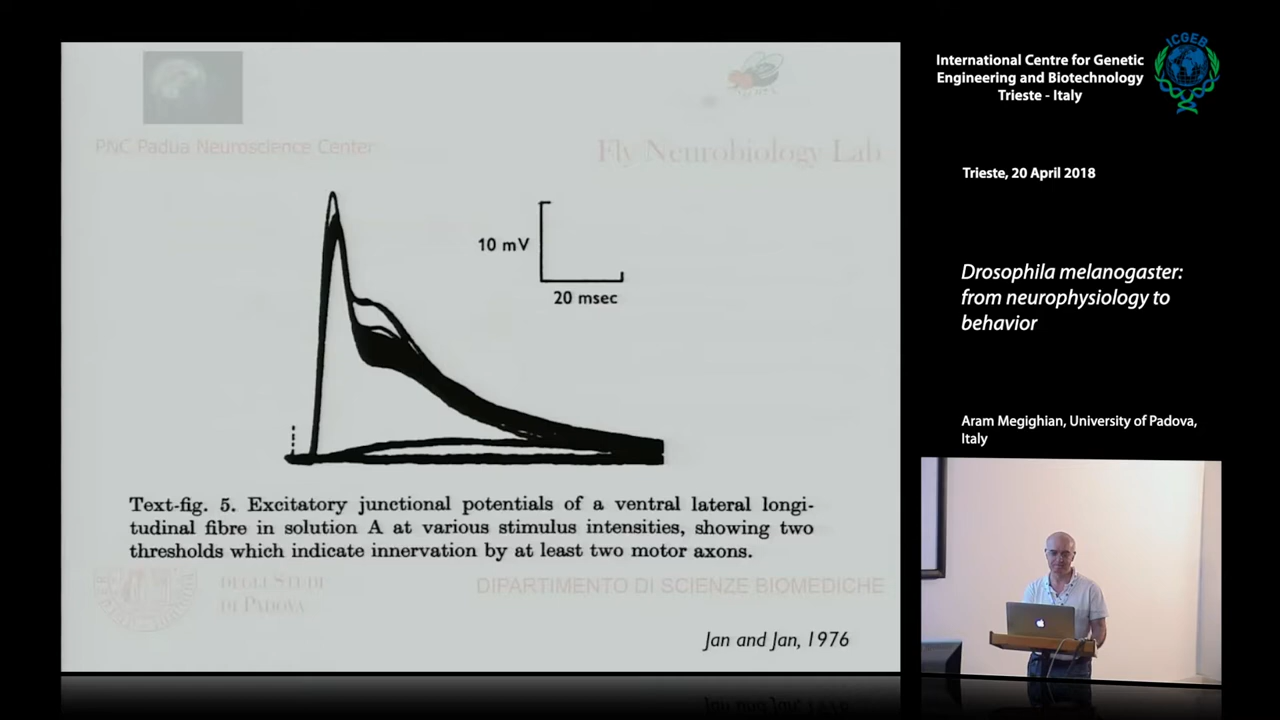 PNC Padua Neuroscience Center
Fly Neurobiology Lab
10 mV
20 msec
Text-fig. 5. Excitatory junctional potentials of a ventral lateral longi-
tudinal fibre in solution A at various stimulus intensities, showing two
thresholds which indicate innervation by at least two motor axons.
DEGLI STUDI
DI PADOVA
DIPARTIMENTO DI SCIENZE BIOMEDICHE
Jan and Jan, 1976
International Centre for Genetic
Engineering and Biotechnology
Trieste - Italy
ICGEB
Trieste, 20 April 2018
Drosophila melanogaster:
from neurophysiology to
behavior
Aram Megighian, University of Padova,
Italy